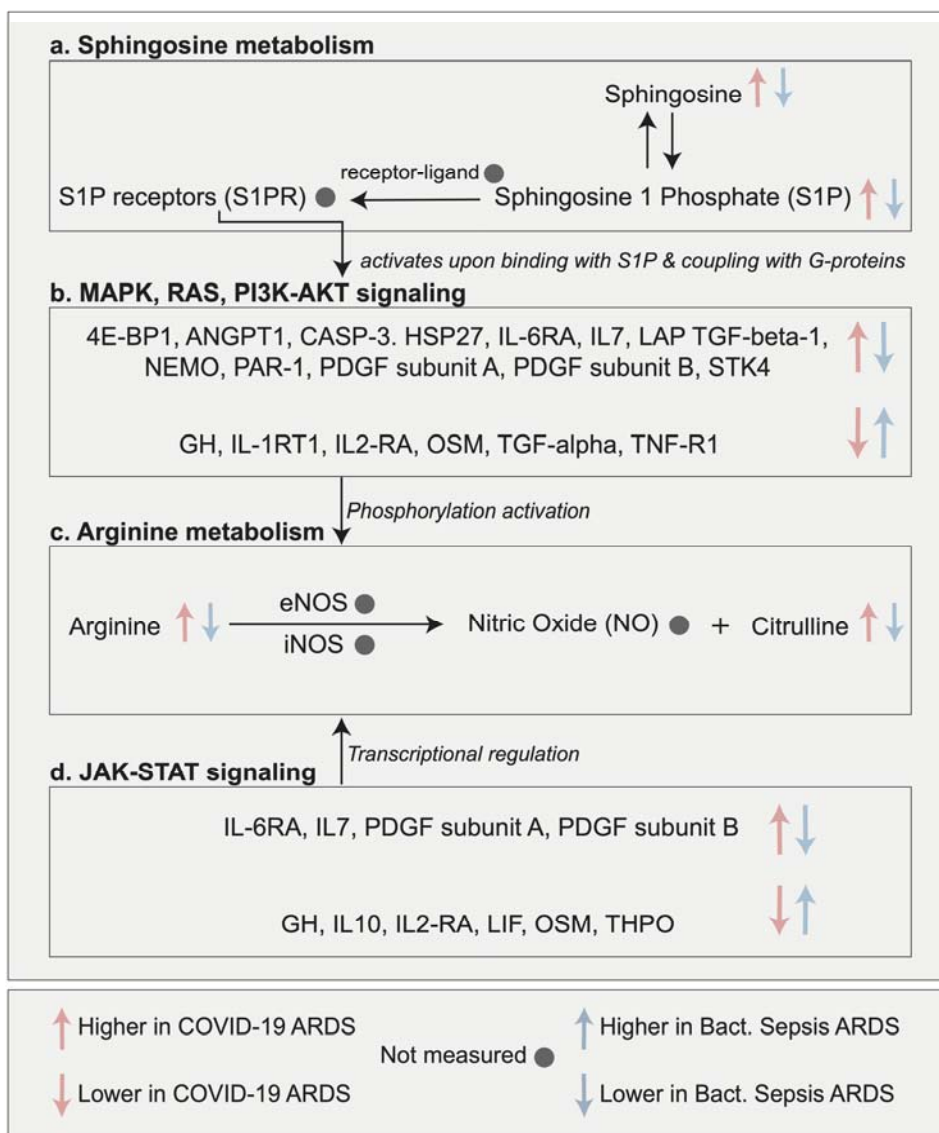 a. Sphingosine metabolism
Sphingosine
receptor-ligand
S1P receptors (S1PR)
Sphingosine 1 Phosphate (S1P)
activates upon binding with S1P & coupling with G-proteins
b. MAPK, RAS, PI3K-AKT signaling
4E-BP1, ANGPT1, CASP-3. HSP27, IL-6RA, IL7, LAP TGF-beta-1,
NEMO, PAR-1, PDGF subunit A, PDGF subunit B, STK4
GH, IL-1RT1, IL2-RA, OSM, TGF-alpha, TNF-R1
Phosphorylation activation
c. Arginine metabolism
Arginine
eNOS
iNOS
Nitric Oxide (NO)
+
Citrulline
Transcriptional regulation
d. JAK-STAT signaling
IL-6RA, IL7, PDGF subunit A, PDGF subunit B
GH, IL10, IL2-RA, LIF, OSM, THPO
Higher in COVID-19 ARDS
Higher in Bact. Sepsis ARDS
Not measured
Lower in COVID-19 ARDS
Lower in Bact. Sepsis ARDS